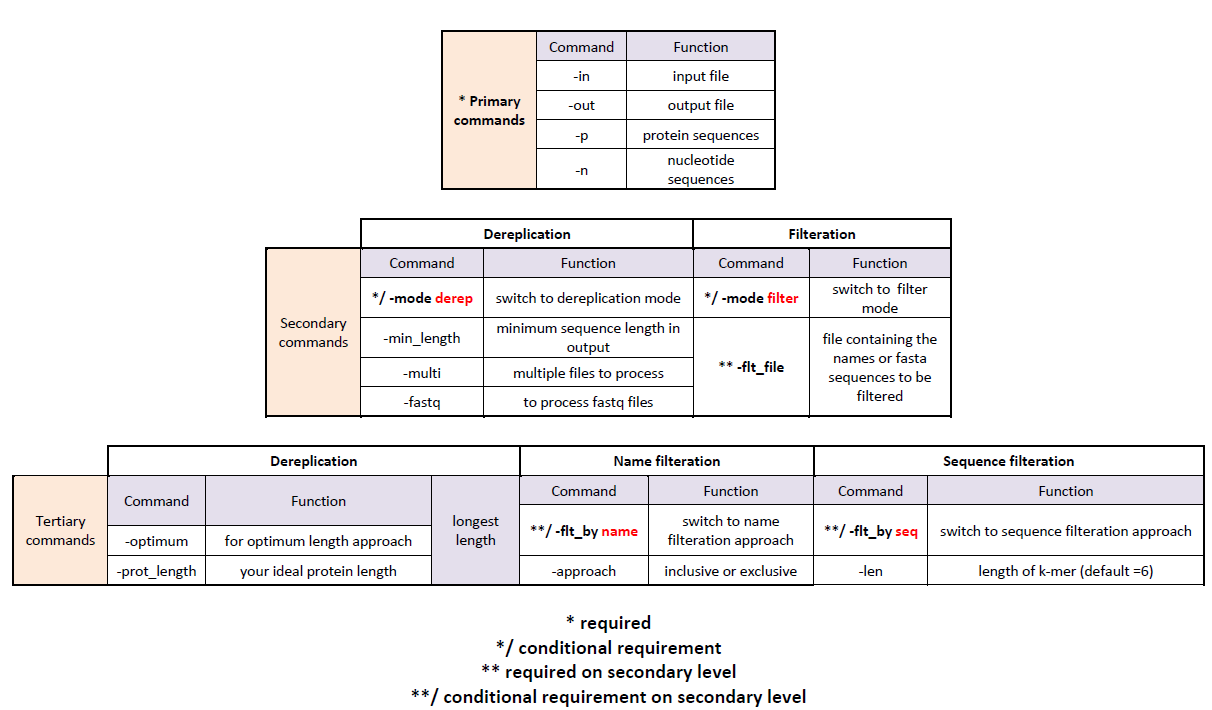 * Primary
commands
Command
Function
-in
input file
-out
output file
-p
protein sequences
-n
nucleotide
sequences
Dereplication
Filteration
Secondary
commands
Command
Function
Command
Function
*/ -mode derep
switch to dereplication mode
*/ -mode filter
switch to filter
mode
-min_length
minimum sequence length in
output
** -flt_file
file containing the
names or fasta
sequences to be
filtered
-multi
multiple files to process
-fastq
to process fastq files
Dereplication
Name filteration
Sequence filteration
Tertiary
commands
Command
Function
longest
length
Command
Function
Command
Function
**/ -flt_by name
switch to name
filteration approach
**/ -flt_by seq
switch to sequence filteration approach
-optimum
for optimum length approach
-prot_length
your ideal protein length
-approach
inclusive or exclusive
-len
length of k-mer (default =6)
* required
*/ conditional requirement
** required on secondary level
**/ conditional requirement on secondary level